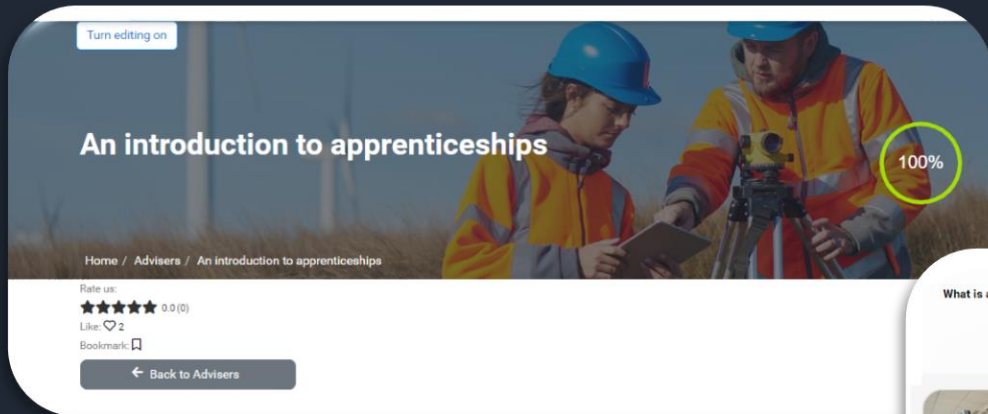 Turn editing on
An introduction to apprenticeships
100%
Home / Advisers / An introduction to apprenticeships
Rate us:
0.0 (0)
Like: 2
Bookmark:
Back to Advisers
What is a